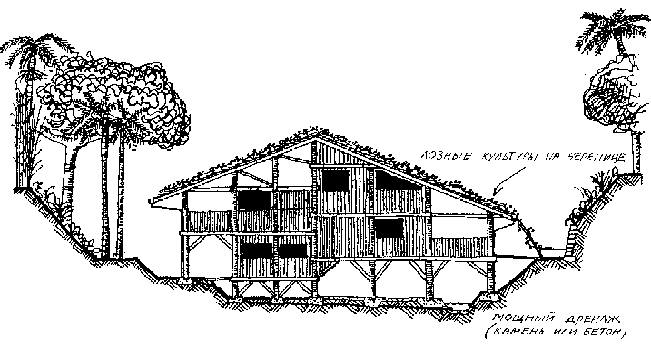 ЛОЗНЫЕ КУЛЬТУРЫ НА ЧЕРЕПИЦЕ
МОЩНЫЙ ДРЕНАЖ
(КАМЕНЬ ИЛИ БЕТОН)